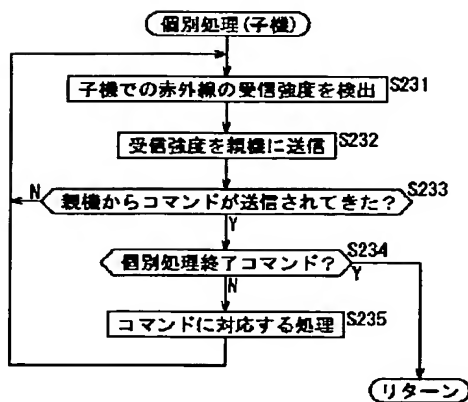 個別処理(子機)
子機での赤外線の受信強度を検出 S231
受信強度を親機に送信 S232
N 親機からコマンドが送信されてきた? S233
Y
個別処理終了コマンド? S234
Y
N
コマンドに対応する処理 S235
リターン